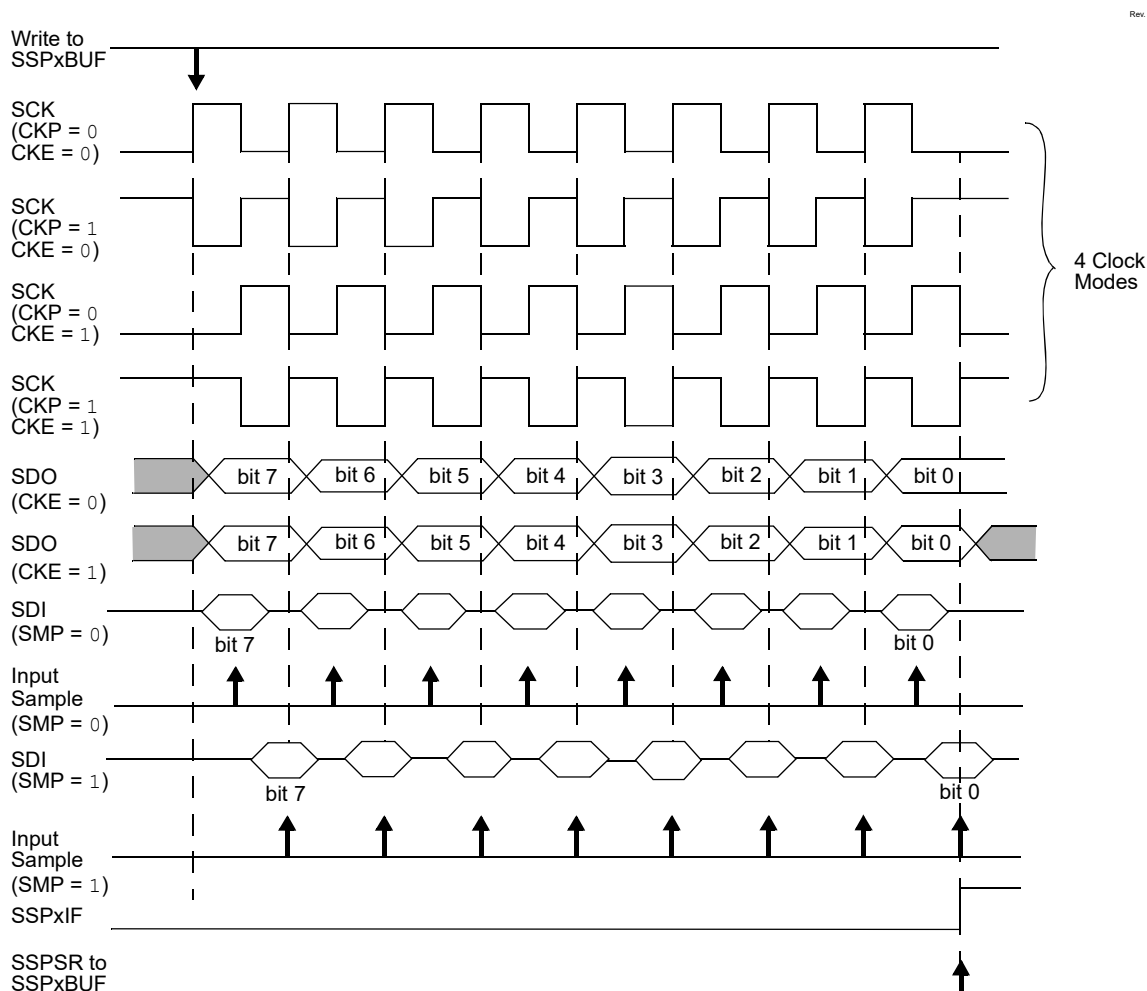 Rev.
Write to
SSPxBUF
SCK
(CKP = 0
CKE = 0)
SCK
(CKP = 1
CKE = 0)
SCK
(CKP = 0
CKE = 1)
SCK
(CKP = 1
CKE = 1)
4 Clock
Modes
SDO
(CKE = 0)
bit 7 bit 6 bit 5 bit 4 bit 3 bit 2 bit 1 bit 0
SDO
(CKE = 1)
bit 7 bit 6 bit 5 bit 4 bit 3 bit 2 bit 1 bit 0
SDI
(SMP = 0)
bit 7 bit 0
Input
Sample
(SMP = 0)
SDI
(SMP = 1)
bit 7 bit 0
Input
Sample
(SMP = 1)
SSPxIF
SSPSR to
SSPxBUF